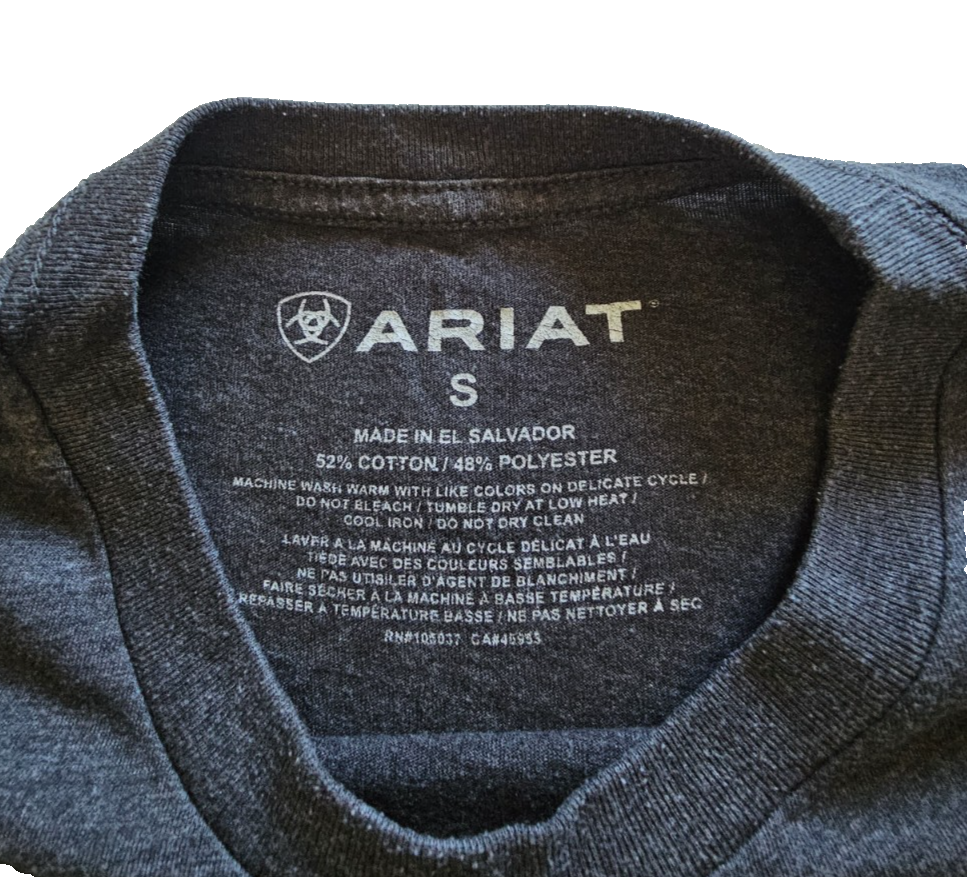 ARIAT®
S
MADE IN EL SALVADOR
52% COTTON / 48% POLYESTER
MACHINE WASH WARM WITH LIKE COLORS ON DELICATE CYCLE /
DO NOT BLEACH / TUMBLE DRY AT LOW HEAT /
COOL IRON / DO NOT DRY CLEAN
LAVER À LA MACHINE AU CYCLE DÉLICAT À L'EAU
TIÈDE AVEC DES COULEURS SEMBLABLES /
NE PAS UTISILER D'AGENT DE BLANCHIMENT /
FAIRE SÉCHER À LA MACHINE À BASSE TEMPÉRATURE /
REPASSER À TEMPÉRATURE BASSE / NE PAS NETTOYER À SEC
RN#105037 CA#45953